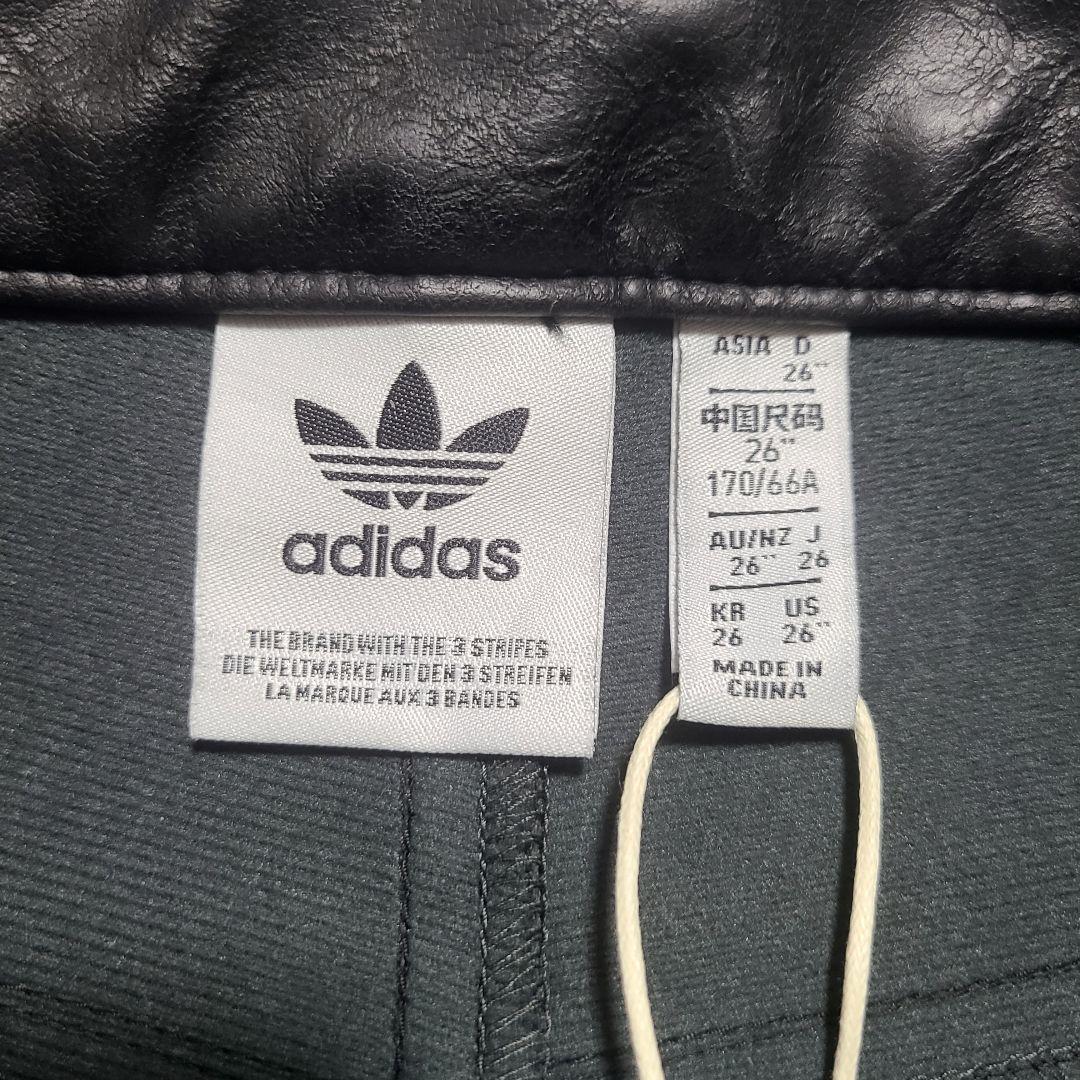 adidas
THE BRAND WITH THE 3 STRIPES
DIE WELTMARKE MIT DEN 3 STREIFEN
LA MARQUE AUX 3 BANDES
ASIA D
26"
中国尺码
26"
170/66A
AU/NZ J
26" 26
KR US
26 26"
MADE IN
CHINA